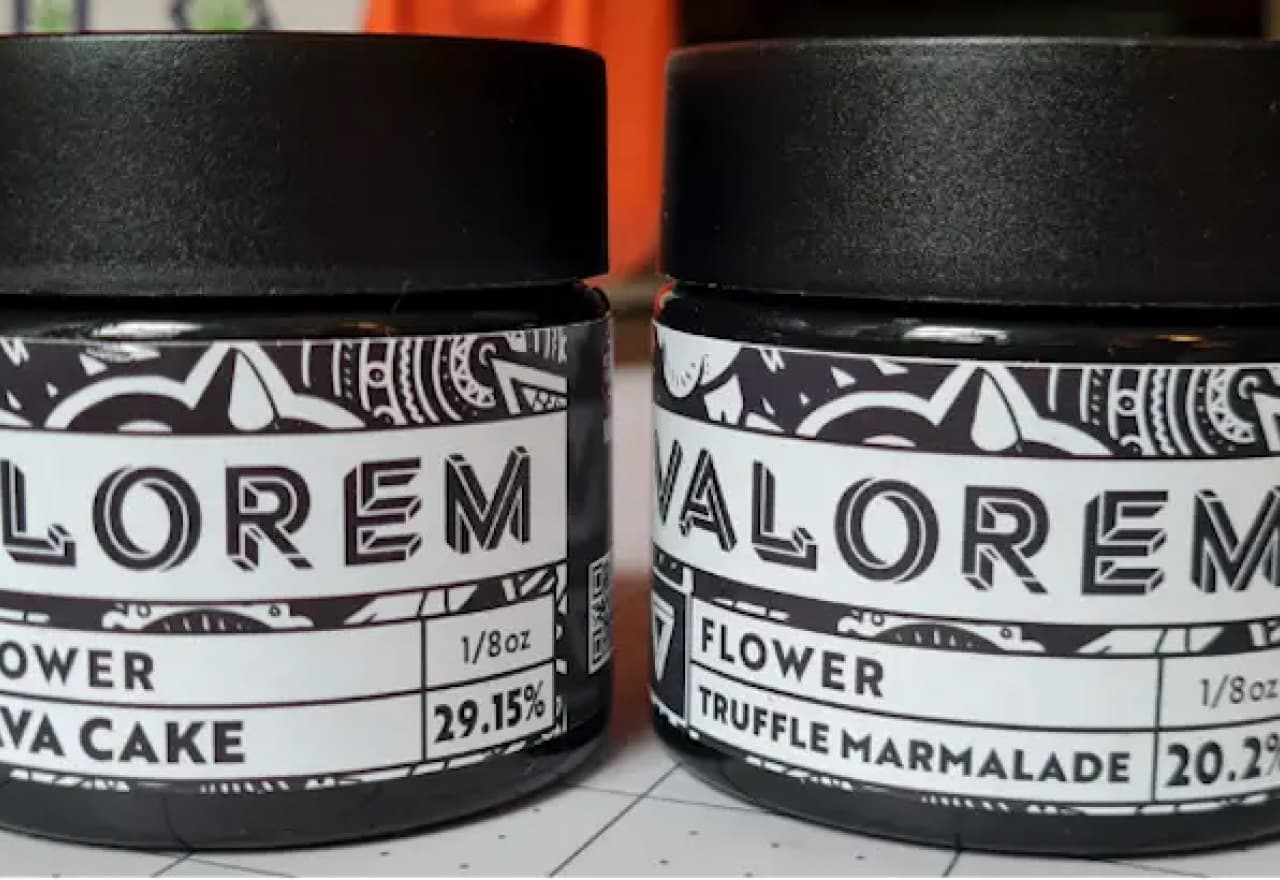 LOREM
OWER
1/8oz
AVA CAKE
29.15%
VALOREM
FLOWER
1/8oz
TRUFFLE MARMALADE
20.2%